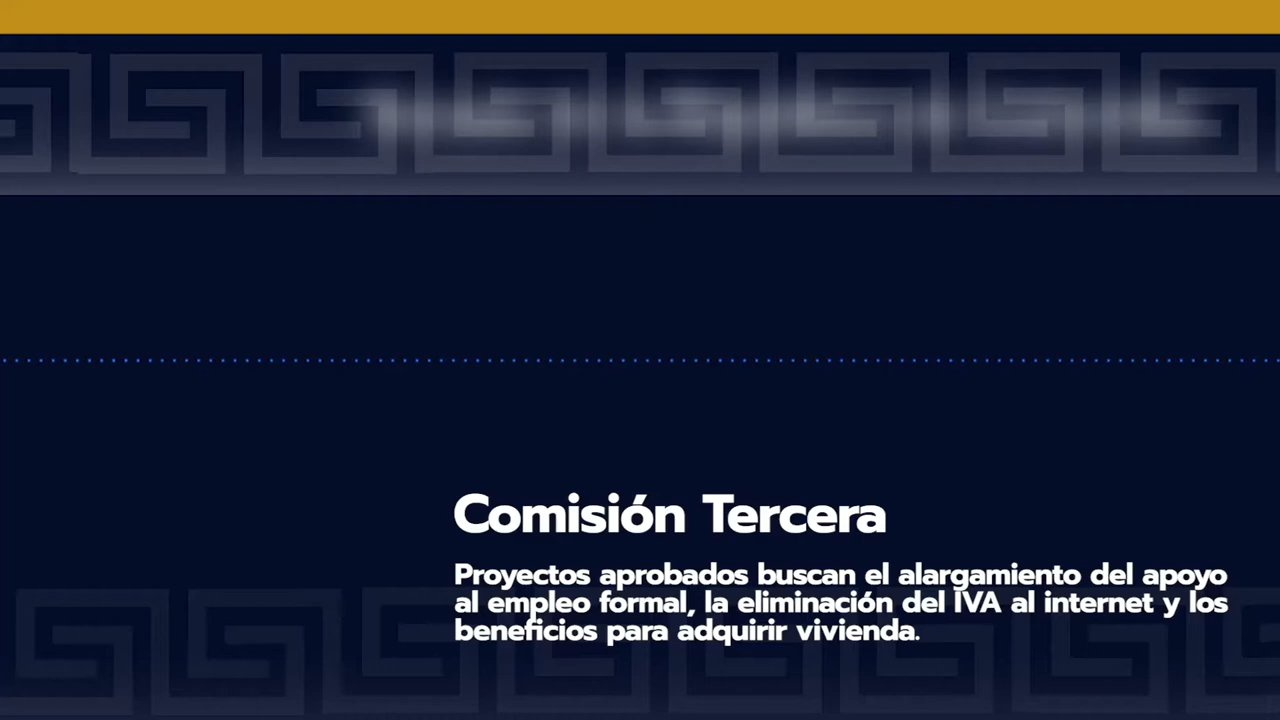 Comisión Tercera
Proyectos aprobados buscan el alargamiento del apoyo
al empleo formal, la eliminación del IVA al internet y los
beneficios para adquirir vivienda.